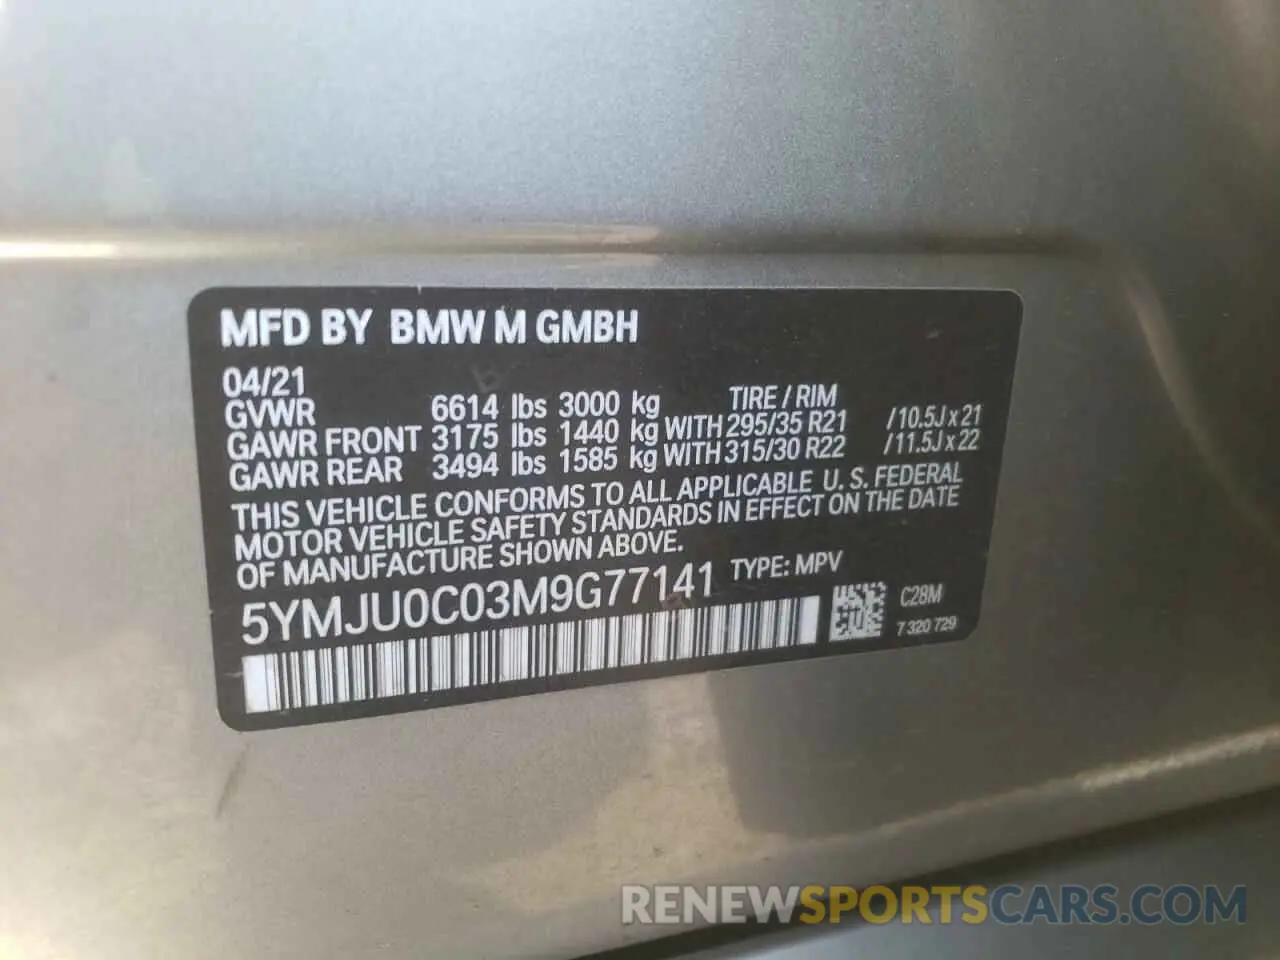 MFD BY BMW M GMBH
04/21
GVWR 6614 lbs 3000 kg TIRE / RIM
GAWR FRONT 3175 lbs 1440 kg WITH 295/35 R21 /10.5J x 21
GAWR REAR 3494 lbs 1585 kg WITH 315/30 R22 /11.5J x 22
THIS VEHICLE CONFORMS TO ALL APPLICABLE U. S. FEDERAL
MOTOR VEHICLE SAFETY STANDARDS IN EFFECT ON THE DATE
OF MANUFACTURE SHOWN ABOVE.
5YMJU0C03M9G77141 TYPE: MPV
C28M
7 320 729
RENEWSPORTSCARS.COM